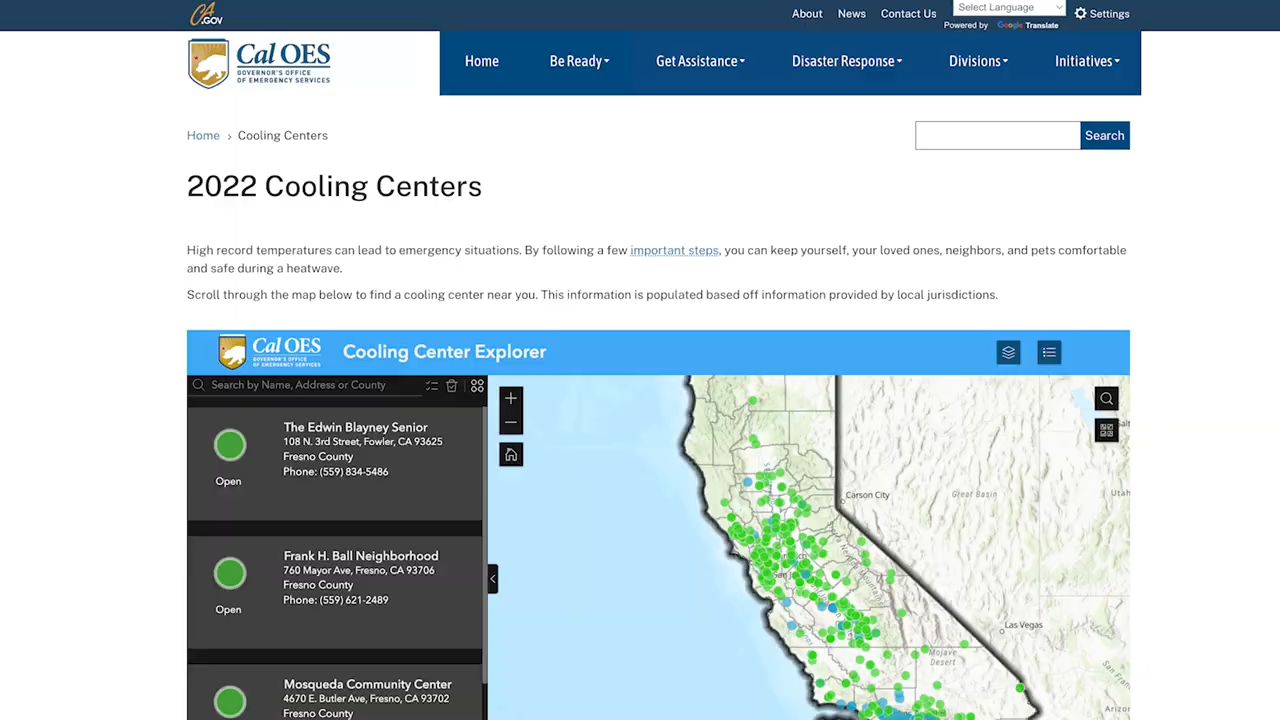 CA.GOV
About News Contact Us Select Language Settings
Powered by Google Translate
Cal OES
GOVERNOR'S OFFICE
OF EMERGENCY SERVICES
Home Be Ready Get Assistance Disaster Response Divisions Initiatives
Home › Cooling Centers
Search
2022 Cooling Centers
High record temperatures can lead to emergency situations. By following a few important steps, you can keep yourself, your loved ones, neighbors, and pets comfortable
and safe during a heatwave.
Scroll through the map below to find a cooling center near you. This information is populated based off information provided by local jurisdictions.
Cal OES
GOVERNOR'S OFFICE
OF EMERGENCY SERVICES
Cooling Center Explorer
Search by Name, Address or County
The Edwin Blayney Senior
108 N. 3rd Street, Fowler, CA 93625
Fresno County
Phone: (559) 834-5486
Open
Frank H. Ball Neighborhood
760 Mayor Ave, Fresno, CA 93706
Fresno County
Phone: (559) 621-2489
Open
Mosqueda Community Center
4670 E. Butler Ave, Fresno, CA 93702
Fresno County
Carson City
Great Basin
Utah
Las Vegas
Mojave
Desert